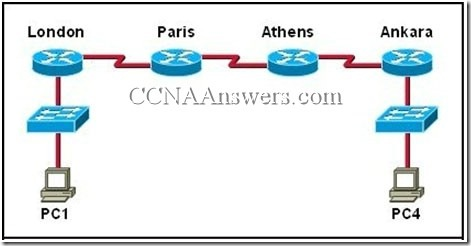 London Paris Athens Ankara
CCNAAnswers.com
PC1 PC4